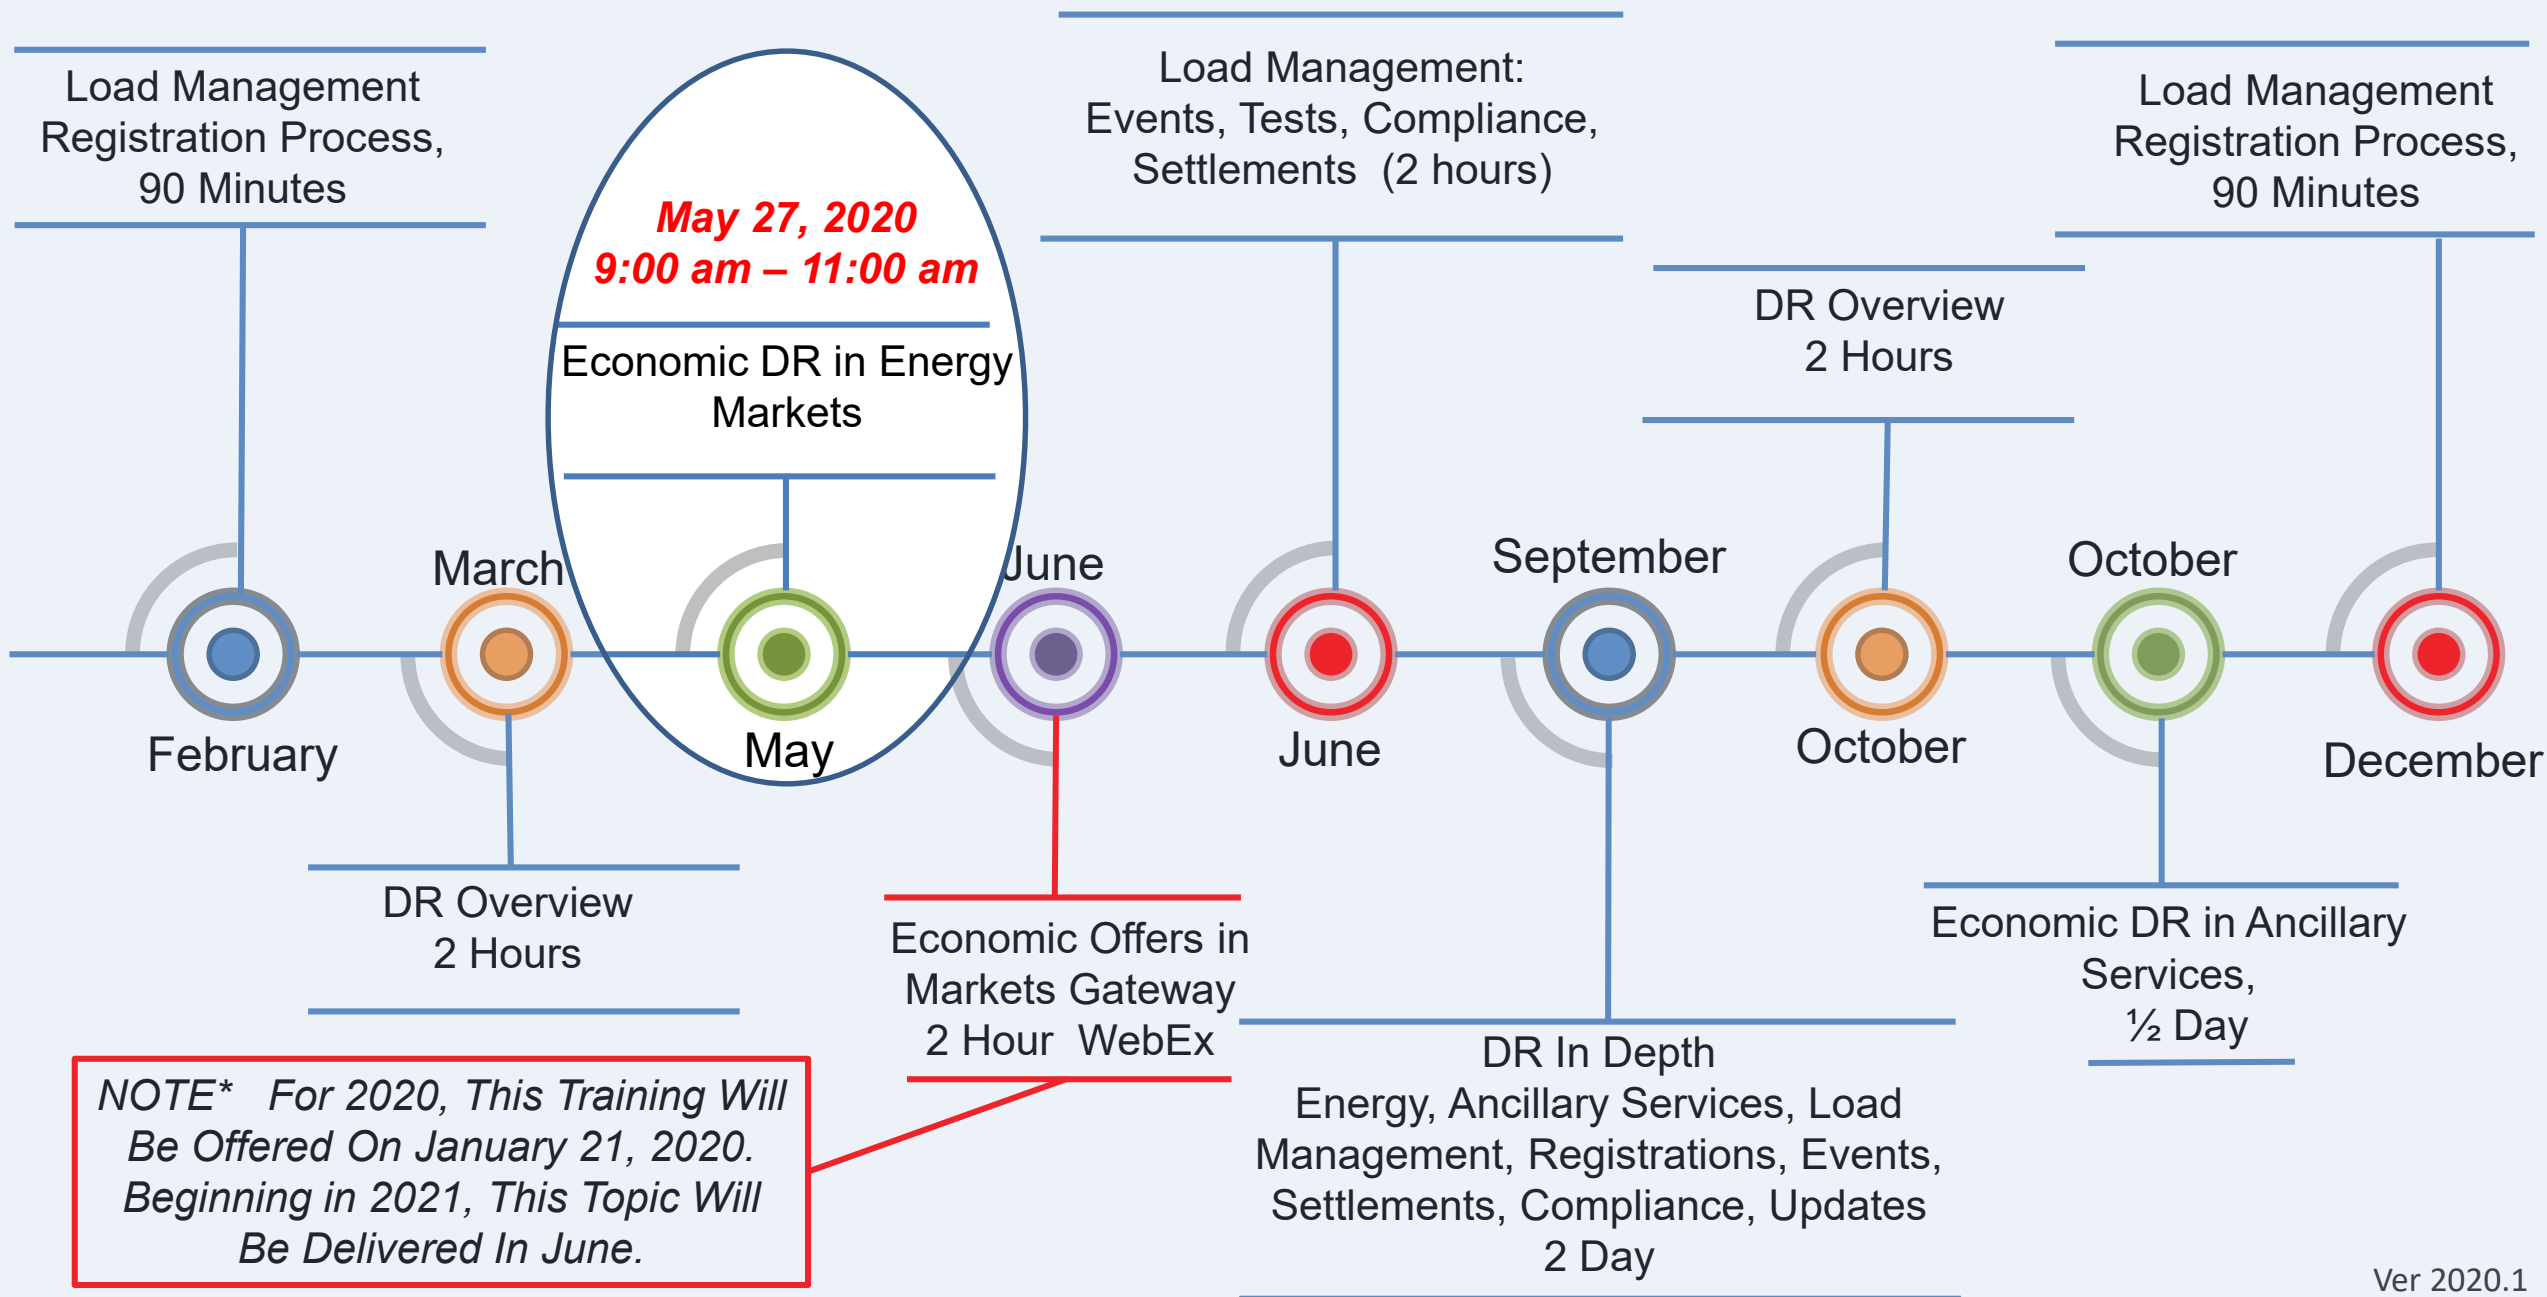 Load Management
Registration Process,
90 Minutes
May 27, 2020
9:00 am – 11:00 am
Economic DR in Energy
Markets
Load Management:
Events, Tests, Compliance,
Settlements  (2 hours)
DR Overview
2 Hours
Load Management
Registration Process,
90 Minutes
February
March
May
June
June
September
October
October
December
DR Overview
2 Hours
Economic Offers in
Markets Gateway
2 Hour  WebEx
NOTE*   For 2020, This Training Will
Be Offered On January 21, 2020.
Beginning in 2021, This Topic Will
Be Delivered In June.
DR In Depth
Energy, Ancillary Services, Load
Management, Registrations, Events,
Settlements, Compliance, Updates
2 Day
Economic DR in Ancillary
Services,
½ Day
Ver 2020.1